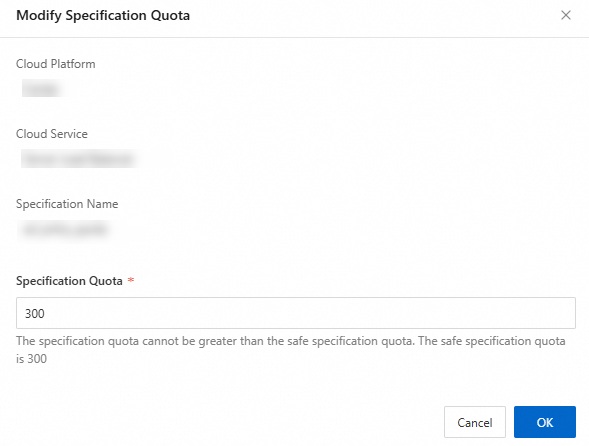 Modify Specification Quota
Cloud Platform
Cloud Service
Specification Name
Specification Quota *
300
The specification quota cannot be greater than the safe specification quota. The safe specification quota
is 300
Cancel
OK